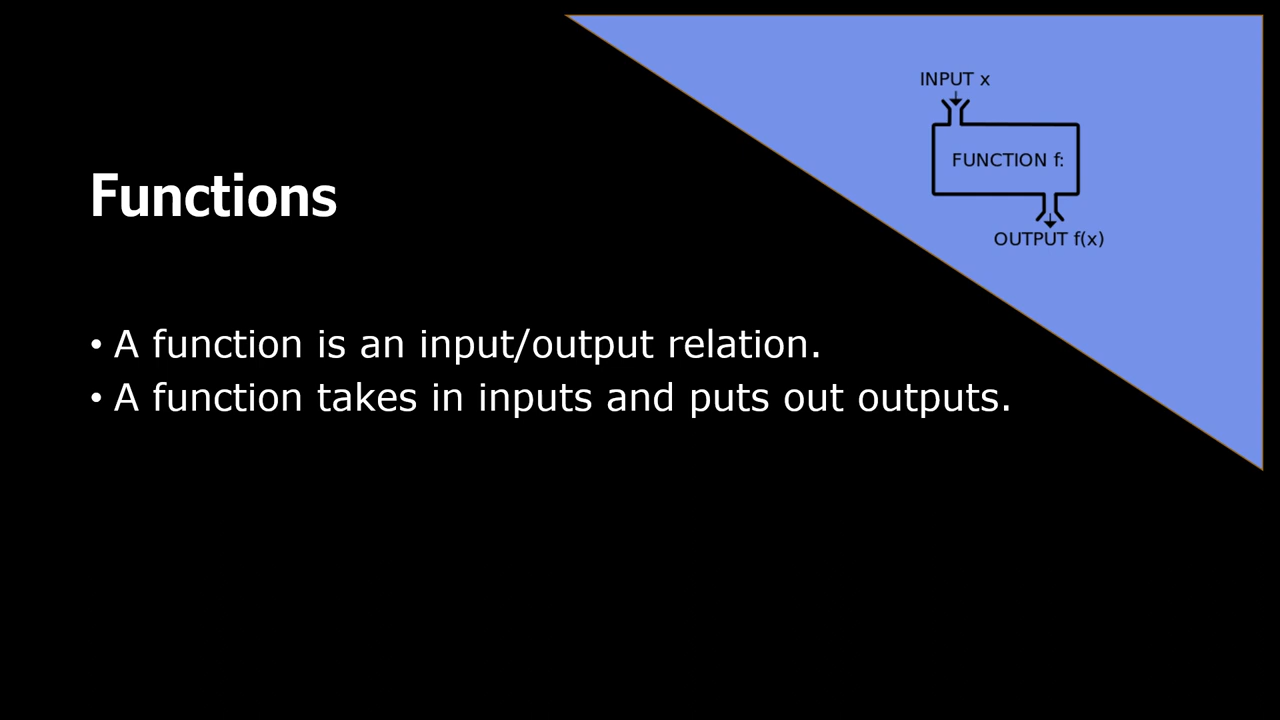 INPUT x
FUNCTION f:
OUTPUT f(x)
Functions
• A function is an input/output relation.
• A function takes in inputs and puts out outputs.